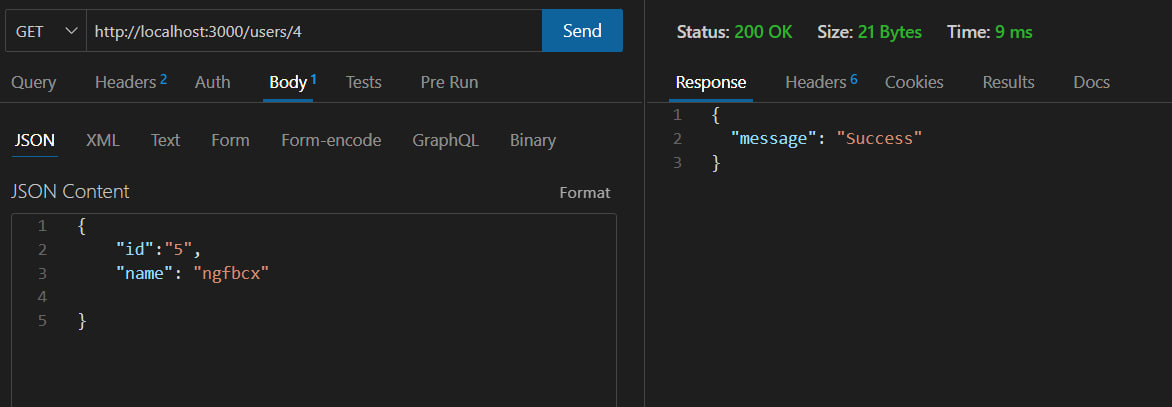 GET http://localhost:3000/users/4 Send
Query Headers 2 Auth Body 1 Tests Pre Run
JSON XML Text Form Form-encode GraphQL Binary
JSON Content Format
1 {
2 "id":"5",
3 "name": "ngfbcx"
4
5 }
Status: 200 OK Size: 21 Bytes Time: 9 ms
Response Headers 6 Cookies Results Docs
1 {
2 "message": "Success"
3 }